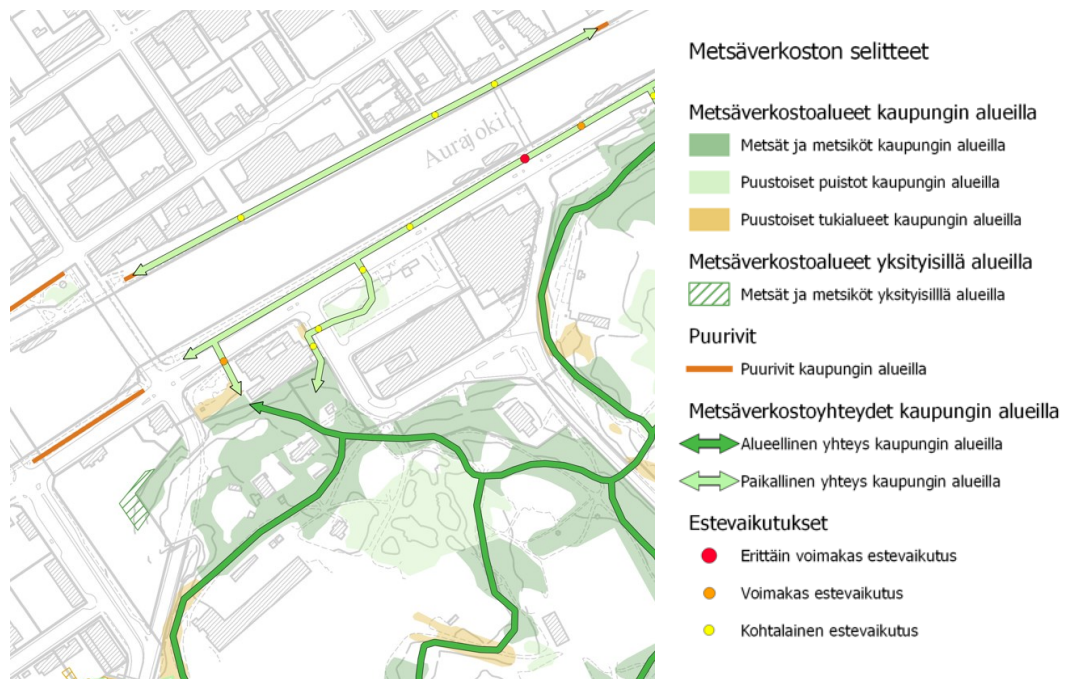 Aurajoki
Metsäverkoston selitteet
Metsäverkostoalueet kaupungin alueilla
Metsät ja metsiköt kaupungin alueilla
Puustoiset puistot kaupungin alueilla
Puustoiset tukialueet kaupungin alueilla
Metsäverkostoalueet yksityisillä alueilla
Metsät ja metsiköt yksityisilllä alueilla
Puurivit
Puurivit kaupungin alueilla
Metsäverkostoyhteydet kaupungin alueilla
Alueellinen yhteys kaupungin alueilla
Paikallinen yhteys kaupungin alueilla
Estevaikutukset
Erittäin voimakas estevaikutus
Voimakas estevaikutus
Kohtalainen estevaikutus